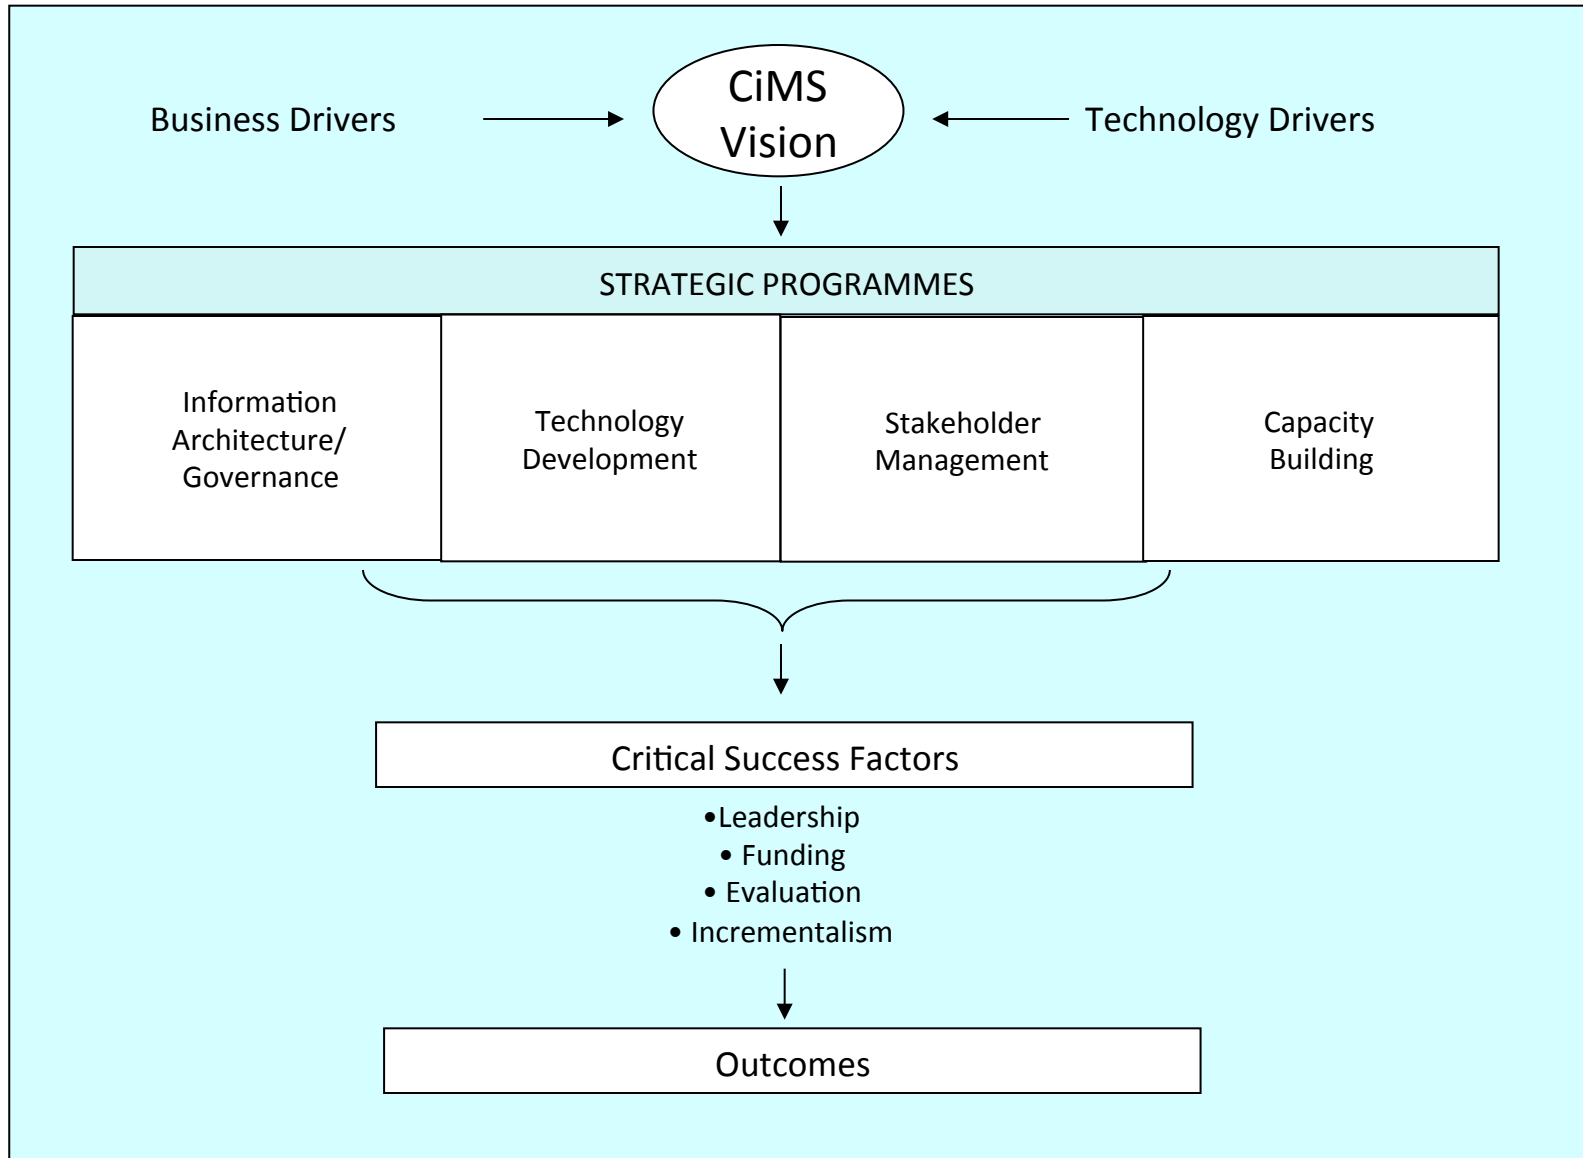 CiMS
Vision
Business Drivers
Technology Drivers
STRATEGIC PROGRAMMES
Information
Architecture/
Governance
Technology
Development
Stakeholder
Management
Capacity
Building
Critical Success Factors
•Leadership
• Funding
• Evaluation
• Incrementalism
Outcomes